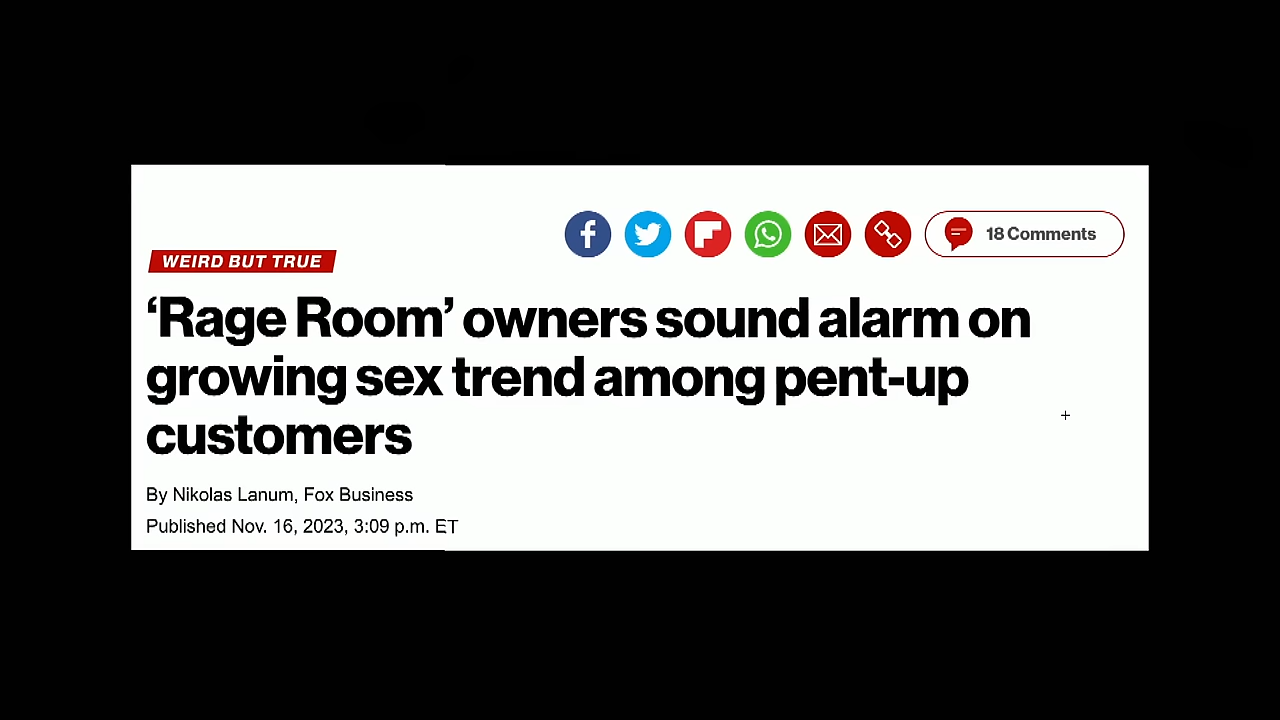 18 Comments
WEIRD BUT TRUE
‘Rage Room’ owners sound alarm on
growing sex trend among pent-up
customers
By Nikolas Lanum, Fox Business
Published Nov. 16, 2023, 3:09 p.m. ET